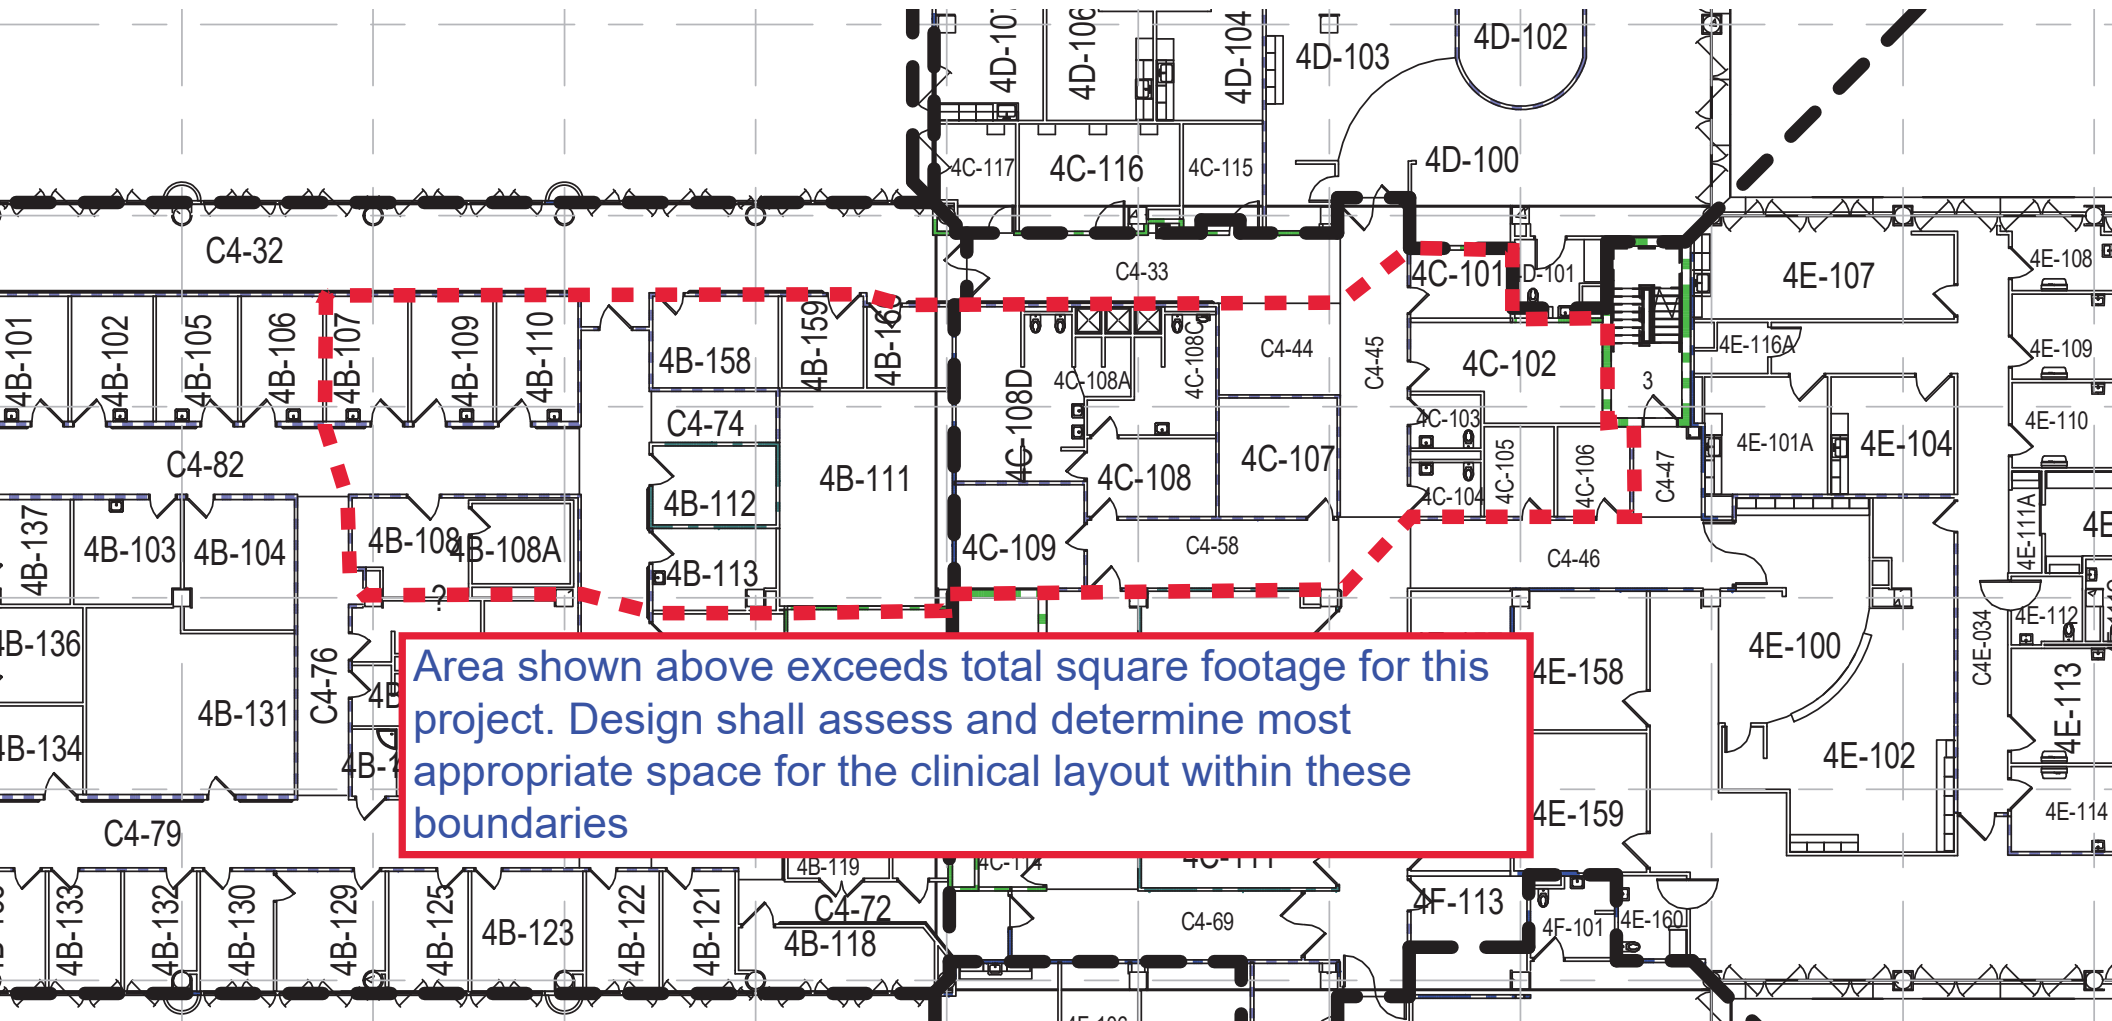 4D-106
4D-104
4D-103
4D-102
4C-117
4C-116
4C-115
4D-100
C4-32
C4-33
4C-101
4E-107
4E-108
4B-101
4B-102
4B-105
4B-106
4B-107
4B-109
4B-110
4B-158
4B-159
4C-108D
4C-108A
4C-108C
C4-44
C4-45
4C-102
3
4E-116A
4E-109
C4-74
4C-103
4E-110
C4-82
4B-111
4C-108
4C-107
4C-105
4C-106
C4-47
4E-101A
4E-104
4B-112
4C-104
4B-137
4B-103
4B-104
4B-108
4B-108A
4B-113
4C-109
C4-58
C4-46
4E-111A
?
4E-112
4B-136
C4-76
4B-131
4B-134
4E-158
4E-100
C4E-034
4E-113
Area shown above exceeds total square footage for this
project. Design shall assess and determine most
appropriate space for the clinical layout within these
boundaries
4E-102
4E-159
4E-114
C4-79
4B-119
4C-114
4B-133
4B-132
4B-130
4B-129
4B-125
4B-123
4B-122
4B-121
C4-72
4B-118
C4-69
4F-113
4F-101
4E-160